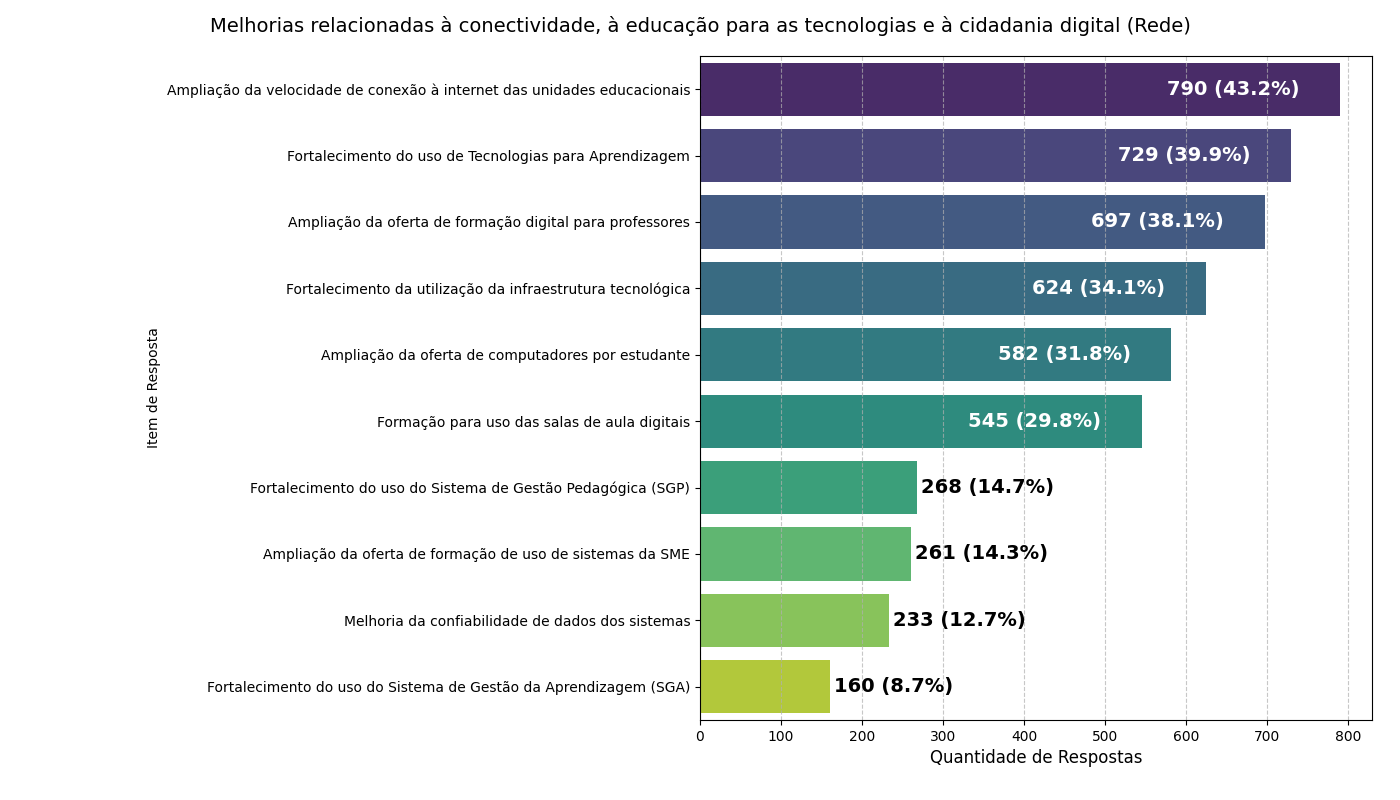 Melhorias relacionadas à conectividade, à educação para as tecnologias e à cidadania digital (Rede)
Item de Resposta
Ampliação da velocidade de conexão à internet das unidades educacionais 790 (43.2%)
Fortalecimento do uso de Tecnologias para Aprendizagem 729 (39.9%)
Ampliação da oferta de formação digital para professores 697 (38.1%)
Fortalecimento da utilização da infraestrutura tecnológica 624 (34.1%)
Ampliação da oferta de computadores por estudante 582 (31.8%)
Formação para uso das salas de aula digitais 545 (29.8%)
Fortalecimento do uso do Sistema de Gestão Pedagógica (SGP) 268 (14.7%)
Ampliação da oferta de formação de uso de sistemas da SME 261 (14.3%)
Melhoria da confiabilidade de dados dos sistemas 233 (12.7%)
Fortalecimento do uso do Sistema de Gestão da Aprendizagem (SGA) 160 (8.7%)
0 100 200 300 400 500 600 700 800
Quantidade de Respostas